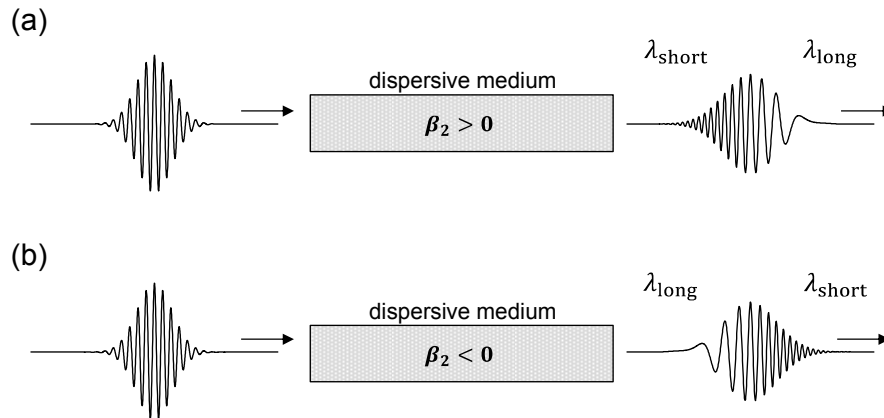 (a)
λshort λlong
dispersive medium
β₂ > 0
(b)
λlong λshort
dispersive medium
β₂ < 0